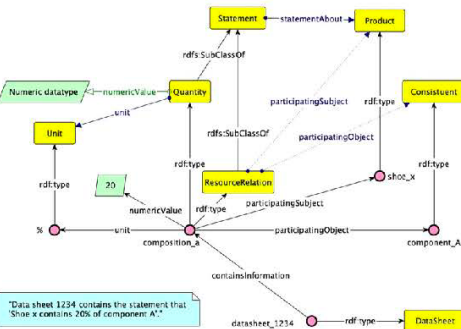 Statement
statementAbout
Product
rdfs:SubClassOf
Numeric datatype
numericValue
Quantity
rdf:type
Consistuent
unit
participatingSubject
Unit
rdfs:SubClassOf
participatingObject
rdf:type
rdf:type
rdf:type
20
ResourceRelation
shoe_x
rdf:type
numericValue
rdf:type
participatingSubject
%
unit
participatingObject
composition_a
component_A
containsInformation
"Data sheet 1234 contains the statement that
'Shoe x contains 20% of component A'."
datasheet_1234
rdf:type
DataSheet